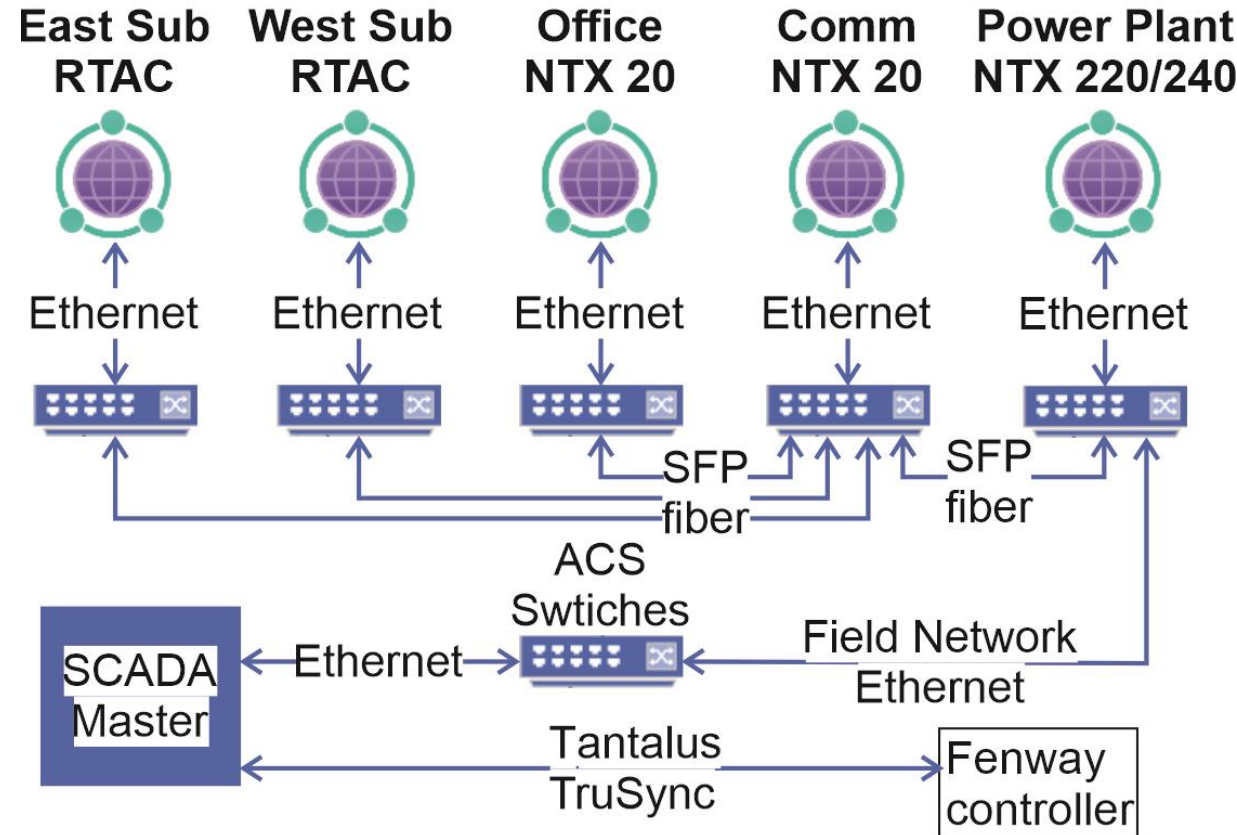 East Sub
RTAC
West Sub
RTAC
Office
NTX 20
Comm
NTX 20
Power Plant
NTX 220/240
Ethernet
Ethernet
Ethernet
Ethernet
Ethernet
SFP
fiber
SFP
fiber
ACS
Swtiches
SCADA
Master
Ethernet
Field Network
Ethernet
Tantalus
TruSync
Fenway
controller